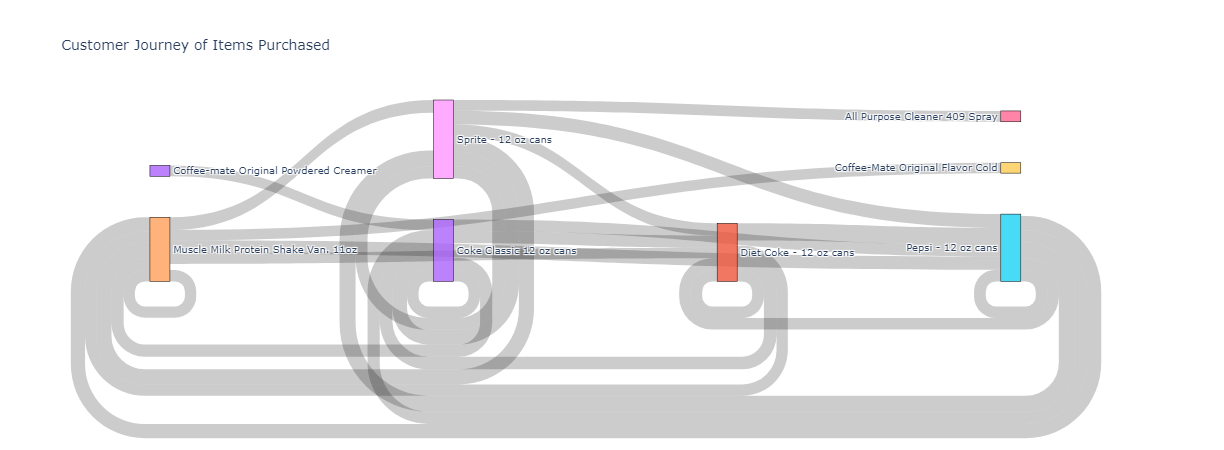 Customer Journey of Items Purchased
All Purpose Cleaner 409 Spray
Sprite - 12 oz cans
Coffee-mate Original Powdered Creamer
Coffee-Mate Original Flavor Cold
Muscle Milk Protein Shake Van. 11oz
Coke Classic 12 oz cans
Diet Coke - 12 oz cans
Pepsi - 12 oz cans